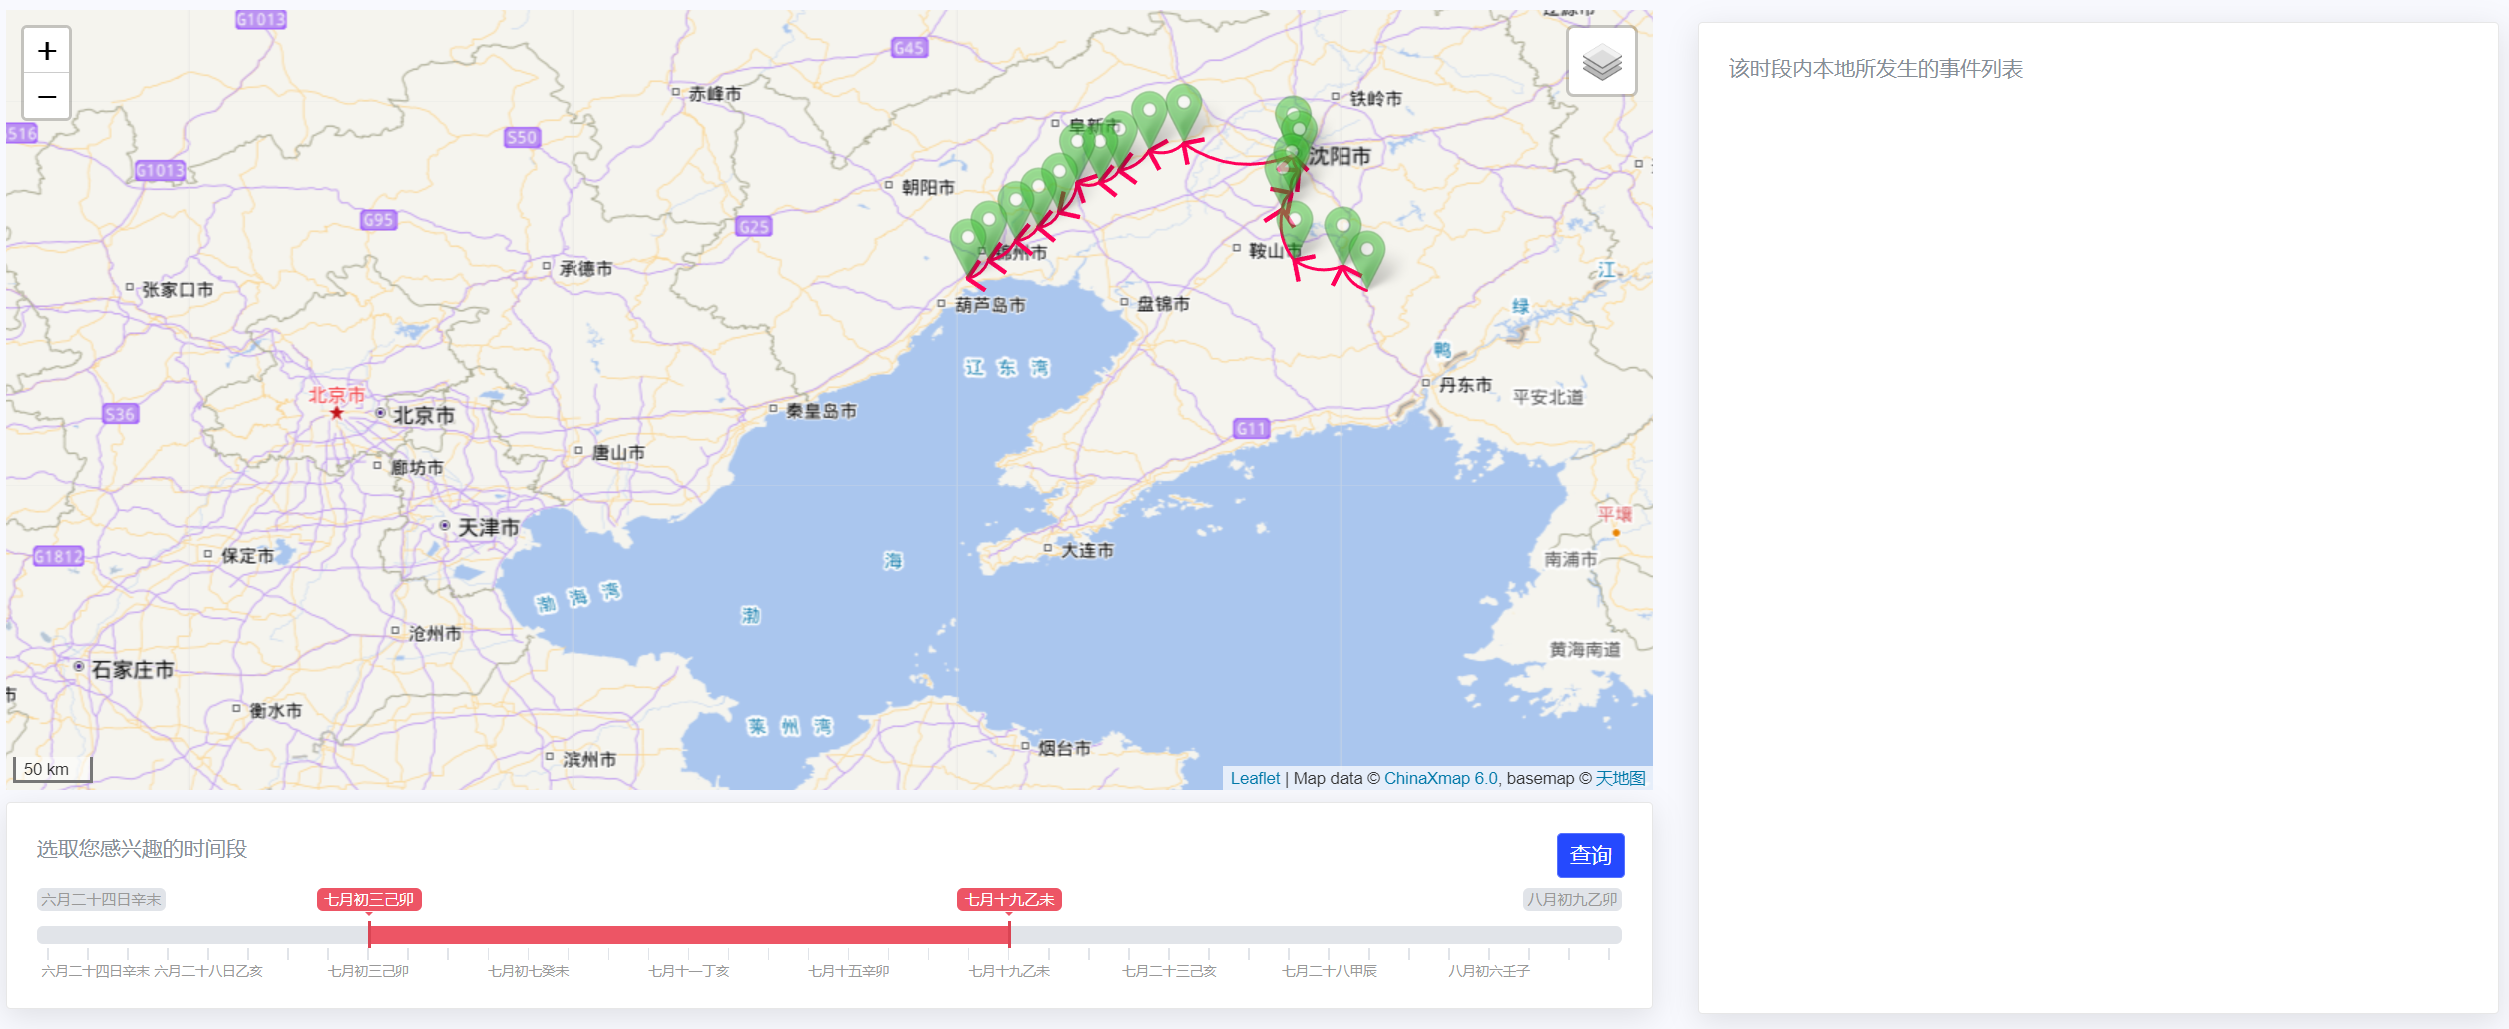 G1013
辽源市
+
G45
−
赤峰市
铁岭市
阜新市
S16
S50
G1013
沈阳市
朝阳市
G95
G25
锦州市
鞍山市
承德市
江
张家口市
葫芦岛市
盘锦市
绿
鸭
辽东湾
丹东市
北京市
平安北道
S36
北京市
秦皇岛市
G11
唐山市
廊坊市
平壤
天津市
大连市
G1812
保定市
海
南浦市
渤海湾
渤
沧州市
黄海南道
石家庄市
市
衡水市
莱州湾
烟台市
滨州市
50 km
Leaflet | Map data © ChinaXmap 6.0, basemap © 天地图
选取您感兴趣的时间段
查询
六月二十四日辛未
七月初三己卯
七月十九乙未
八月初九乙卯
六月二十四日辛未 六月二十八日乙亥 七月初三己卯 七月初七癸未 七月十一丁亥 七月十五辛卯 七月十九乙未 七月二十三己亥 七月二十八甲辰 八月初六壬子
该时段内本地所发生的事件列表